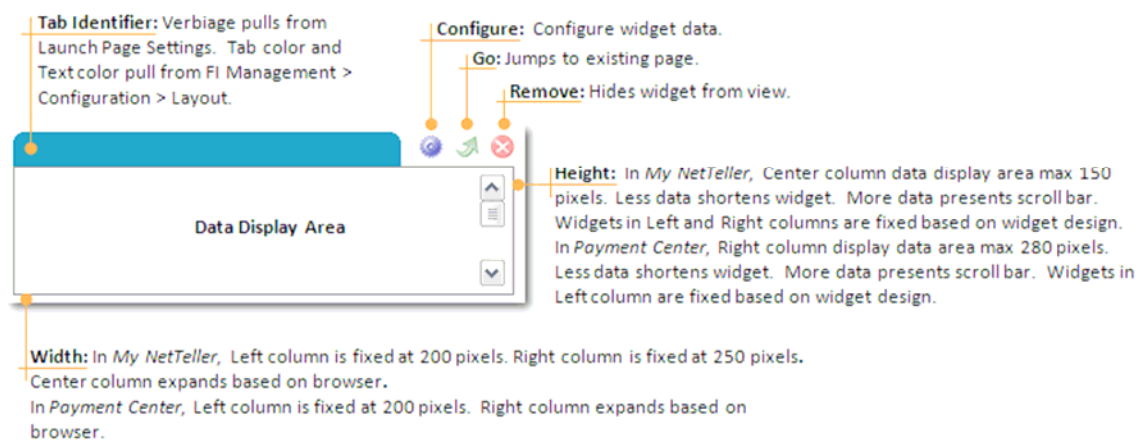 Tab Identifier: Verbiage pulls from
Launch Page Settings.  Tab color and
Text color pull from FI Management >
Configuration > Layout.
Configure:  Configure widget data.
Go: Jumps to existing page.
Remove: Hides widget from view.
Data Display Area
Height:  In My NetTeller, Center column data display area max 150
pixels.  Less data shortens widget.  More data presents scroll bar.
Widgets in Left and Right columns are fixed based on widget design.
In Payment Center, Right column display data area max 280 pixels.
Less data shortens widget.  More data presents scroll bar.  Widgets in
Left column are fixed based on widget design.
Width: In My NetTeller, Left column is fixed at 200 pixels. Right column is fixed at 250 pixels.
Center column expands based on browser.
In Payment Center, Left column is fixed at 200 pixels.  Right column expands based on
browser.